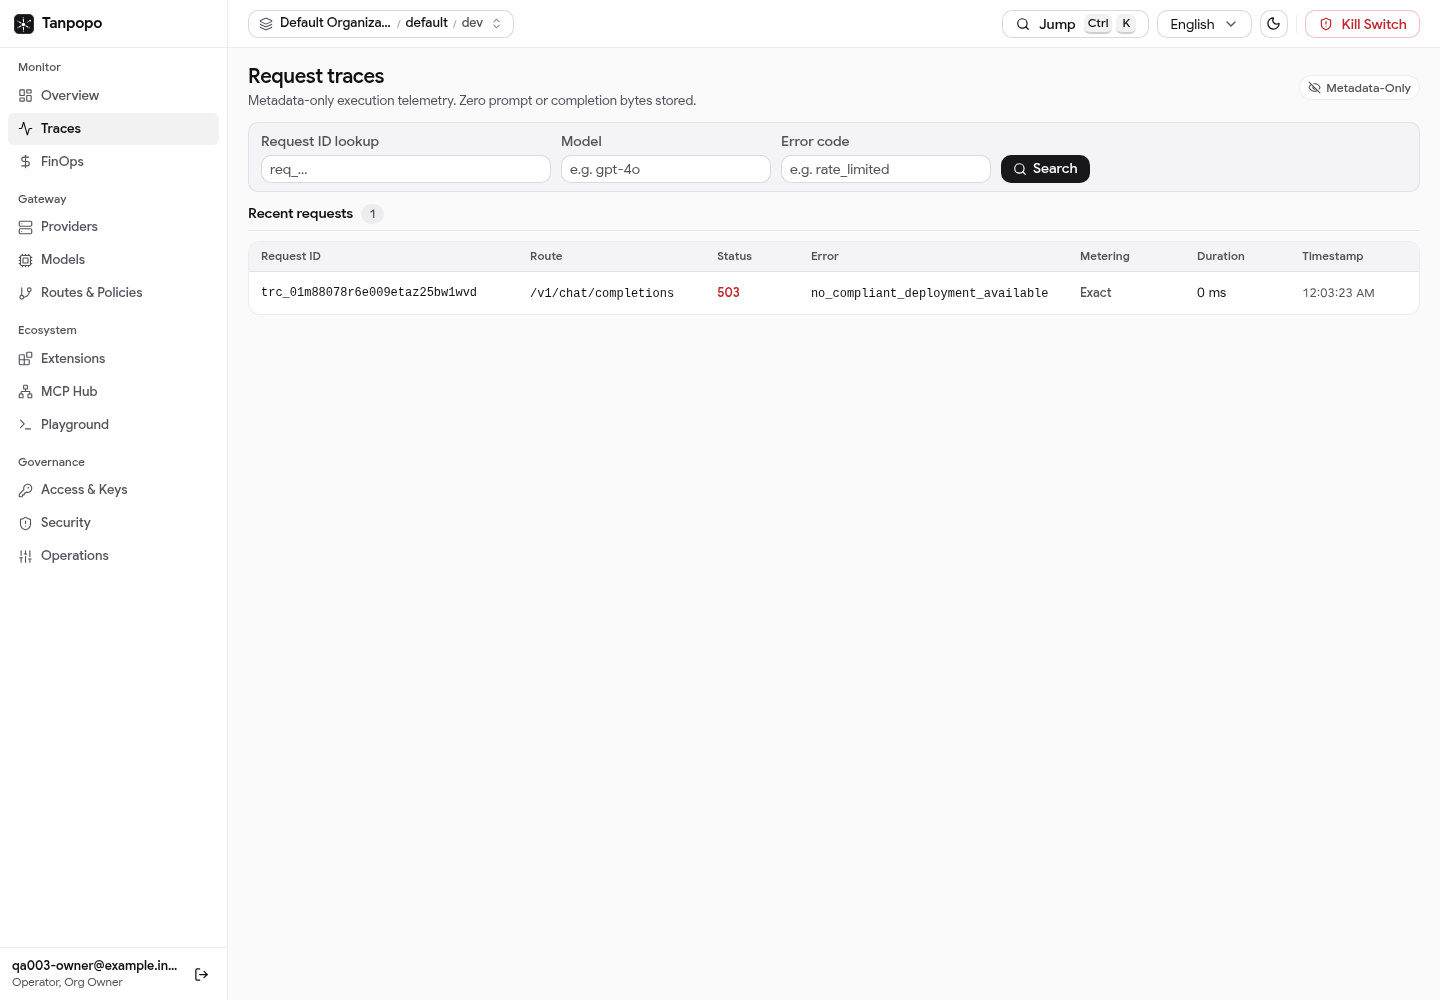 Tanpopo
Default Organiza... / default / dev
Jump Ctrl K
English
Kill Switch
Monitor
Overview
Traces
FinOps
Gateway
Providers
Models
Routes & Policies
Ecosystem
Extensions
MCP Hub
Playground
Governance
Access & Keys
Security
Operations
qa003-owner@example.in...
Operator, Org Owner
Request traces
Metadata-only execution telemetry. Zero prompt or completion bytes stored.
Metadata-Only
Request ID lookup Model Error code
req_... e.g. gpt-4o e.g. rate_limited Search
Recent requests 1
Request ID Route Status Error Metering Duration Timestamp
trc_01m88078r6e009etaz25bw1wvd /v1/chat/completions 503 no_compliant_deployment_available Exact 0 ms 12:03:23 AM